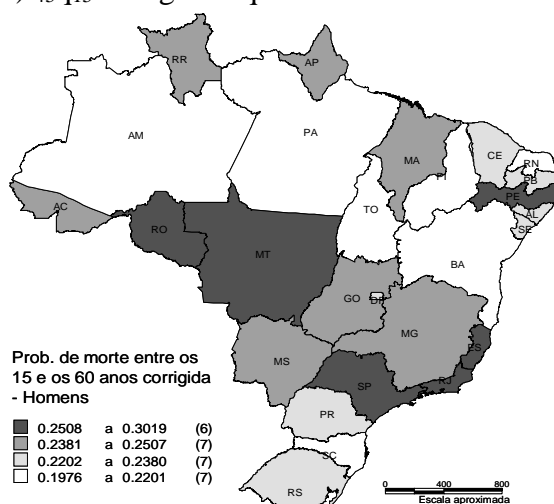 RR
AP
AM
PA
MA
CE
RN
PB
PI
PE
AL
SE
AC
TO
RO
BA
MT
GO
DF
MG
ES
MS
SP
RJ
PR
SC
RS
Prob. de morte entre os
15 e os 60 anos corrigida
- Homens
0.2508 a 0.3019 (6)
0.2381 a 0.2507 (7)
0.2202 a 0.2380 (7)
0.1976 a 0.2201 (7)
0 400 800
Escala aproximada